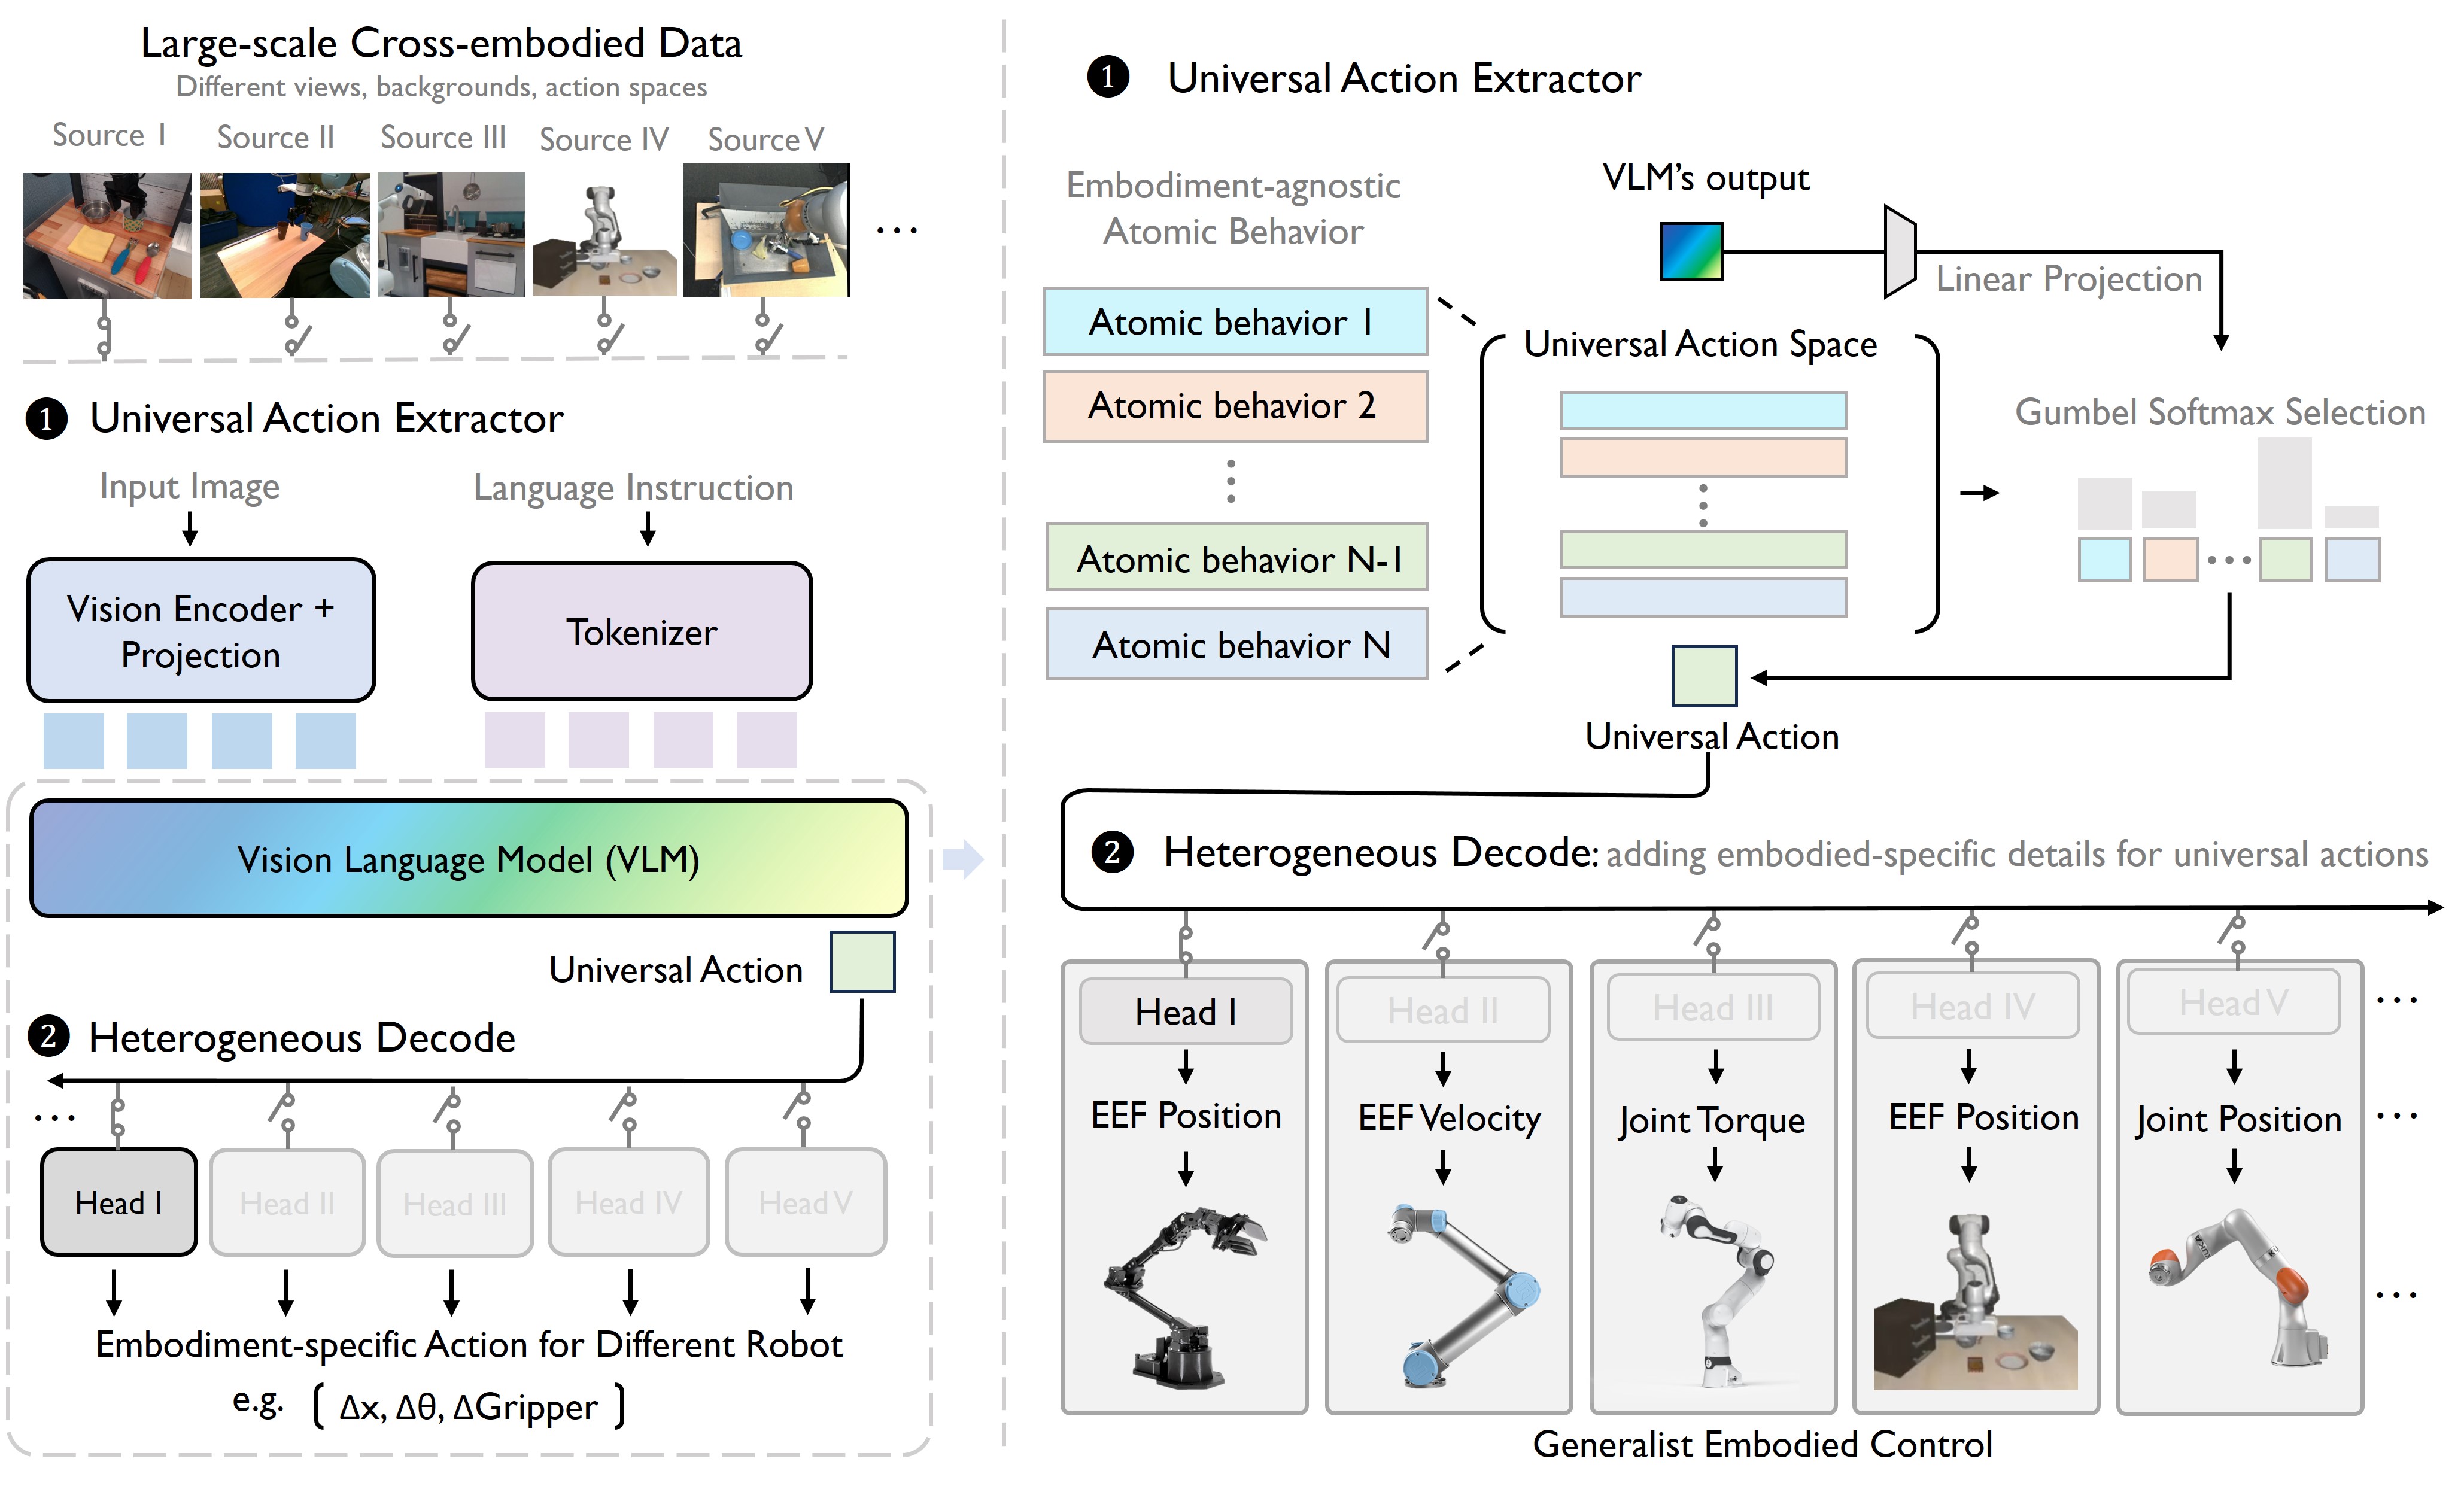 Large-scale Cross-embodied Data
Different views, backgrounds, action spaces
Source I
Source II
Source III
Source IV
Source V
...
1 Universal Action Extractor
Input Image
Language Instruction
Vision Encoder +
Projection
Tokenizer
Vision Language Model (VLM)
Universal Action
2 Heterogeneous Decode
...
Head I
Head II
Head III
Head IV
Head V
Embodiment-specific Action for Different Robot
e.g. [ Δx, Δθ, ΔGripper ]
1 Universal Action Extractor
Embodiment-agnostic
Atomic Behavior
Atomic behavior 1
Atomic behavior 2
Atomic behavior N-1
Atomic behavior N
VLM's output
Linear Projection
Universal Action Space
Gumbel Softmax Selection
Universal Action
2 Heterogeneous Decode: adding embodied-specific details for universal actions
Head I
Head II
Head III
Head IV
Head V
...
EEF Position
EEF Velocity
Joint Torque
EEF Position
Joint Position
...
KUKA
...
Generalist Embodied Control